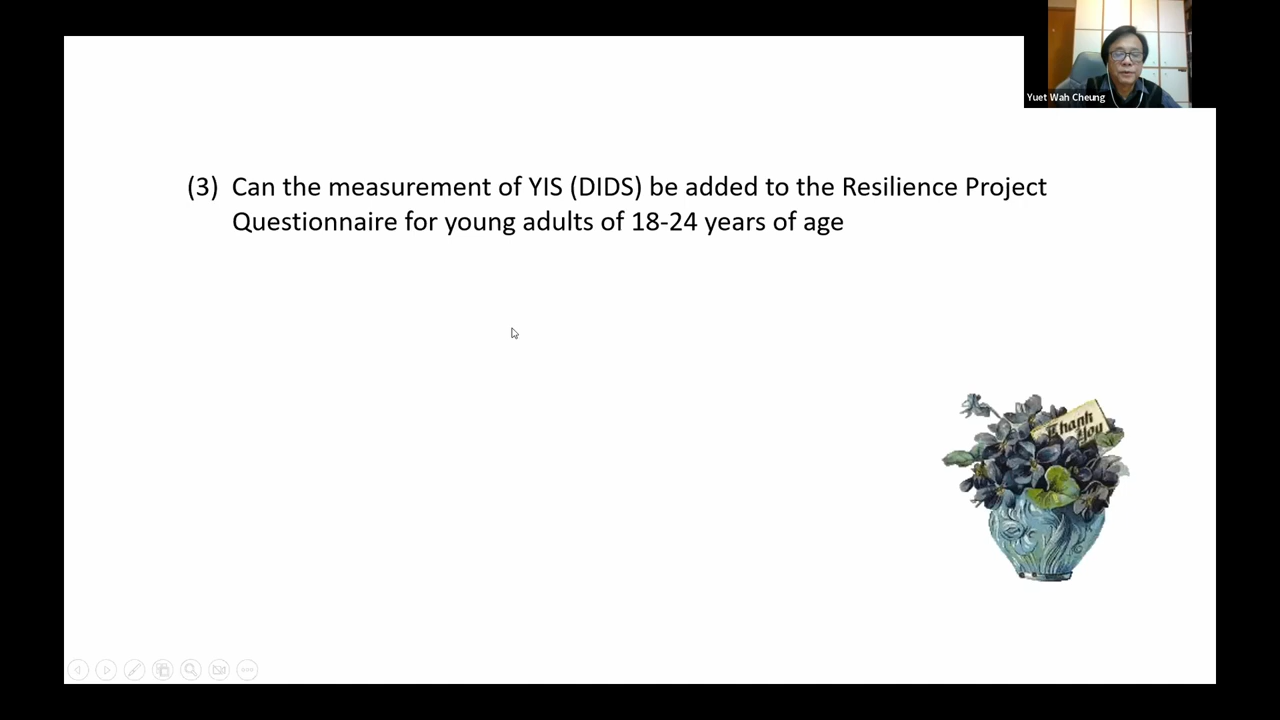 Yuet Wah Cheung
(3) Can the measurement of YIS (DIDS) be added to the Resilience Project
Questionnaire for young adults of 18-24 years of age
Thank
You